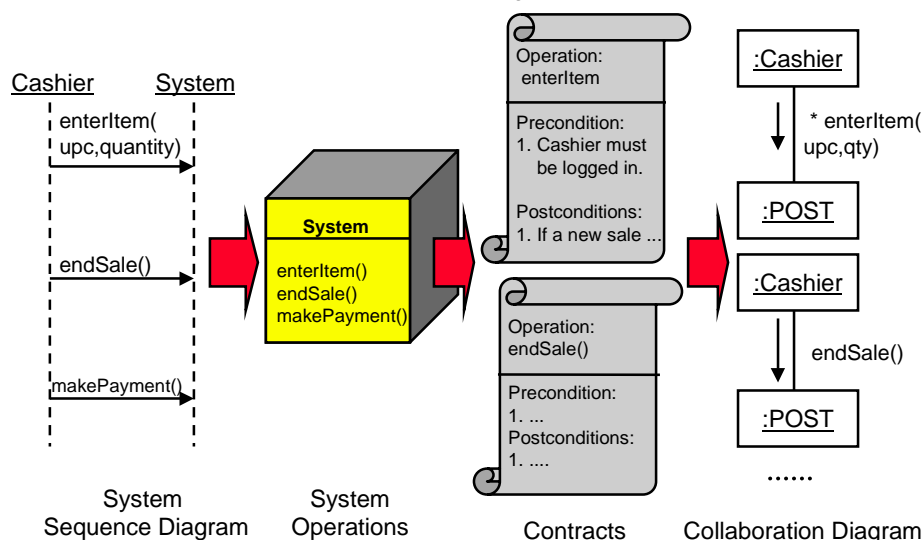 Cashier
System
enterItem(
upc,quantity)
endSale()
makePayment()
System
Sequence Diagram
System
enterItem()
endSale()
makePayment()
System
Operations
Operation:
enterItem
Precondition:
1. Cashier must
be logged in.
Postconditions:
1. If a new sale ...
Operation:
endSale()
Precondition:
1. ...
Postconditions:
1. ....
Contracts
:Cashier
* enterItem(
upc,qty)
:POST
:Cashier
endSale()
:POST
......
Collaboration Diagram